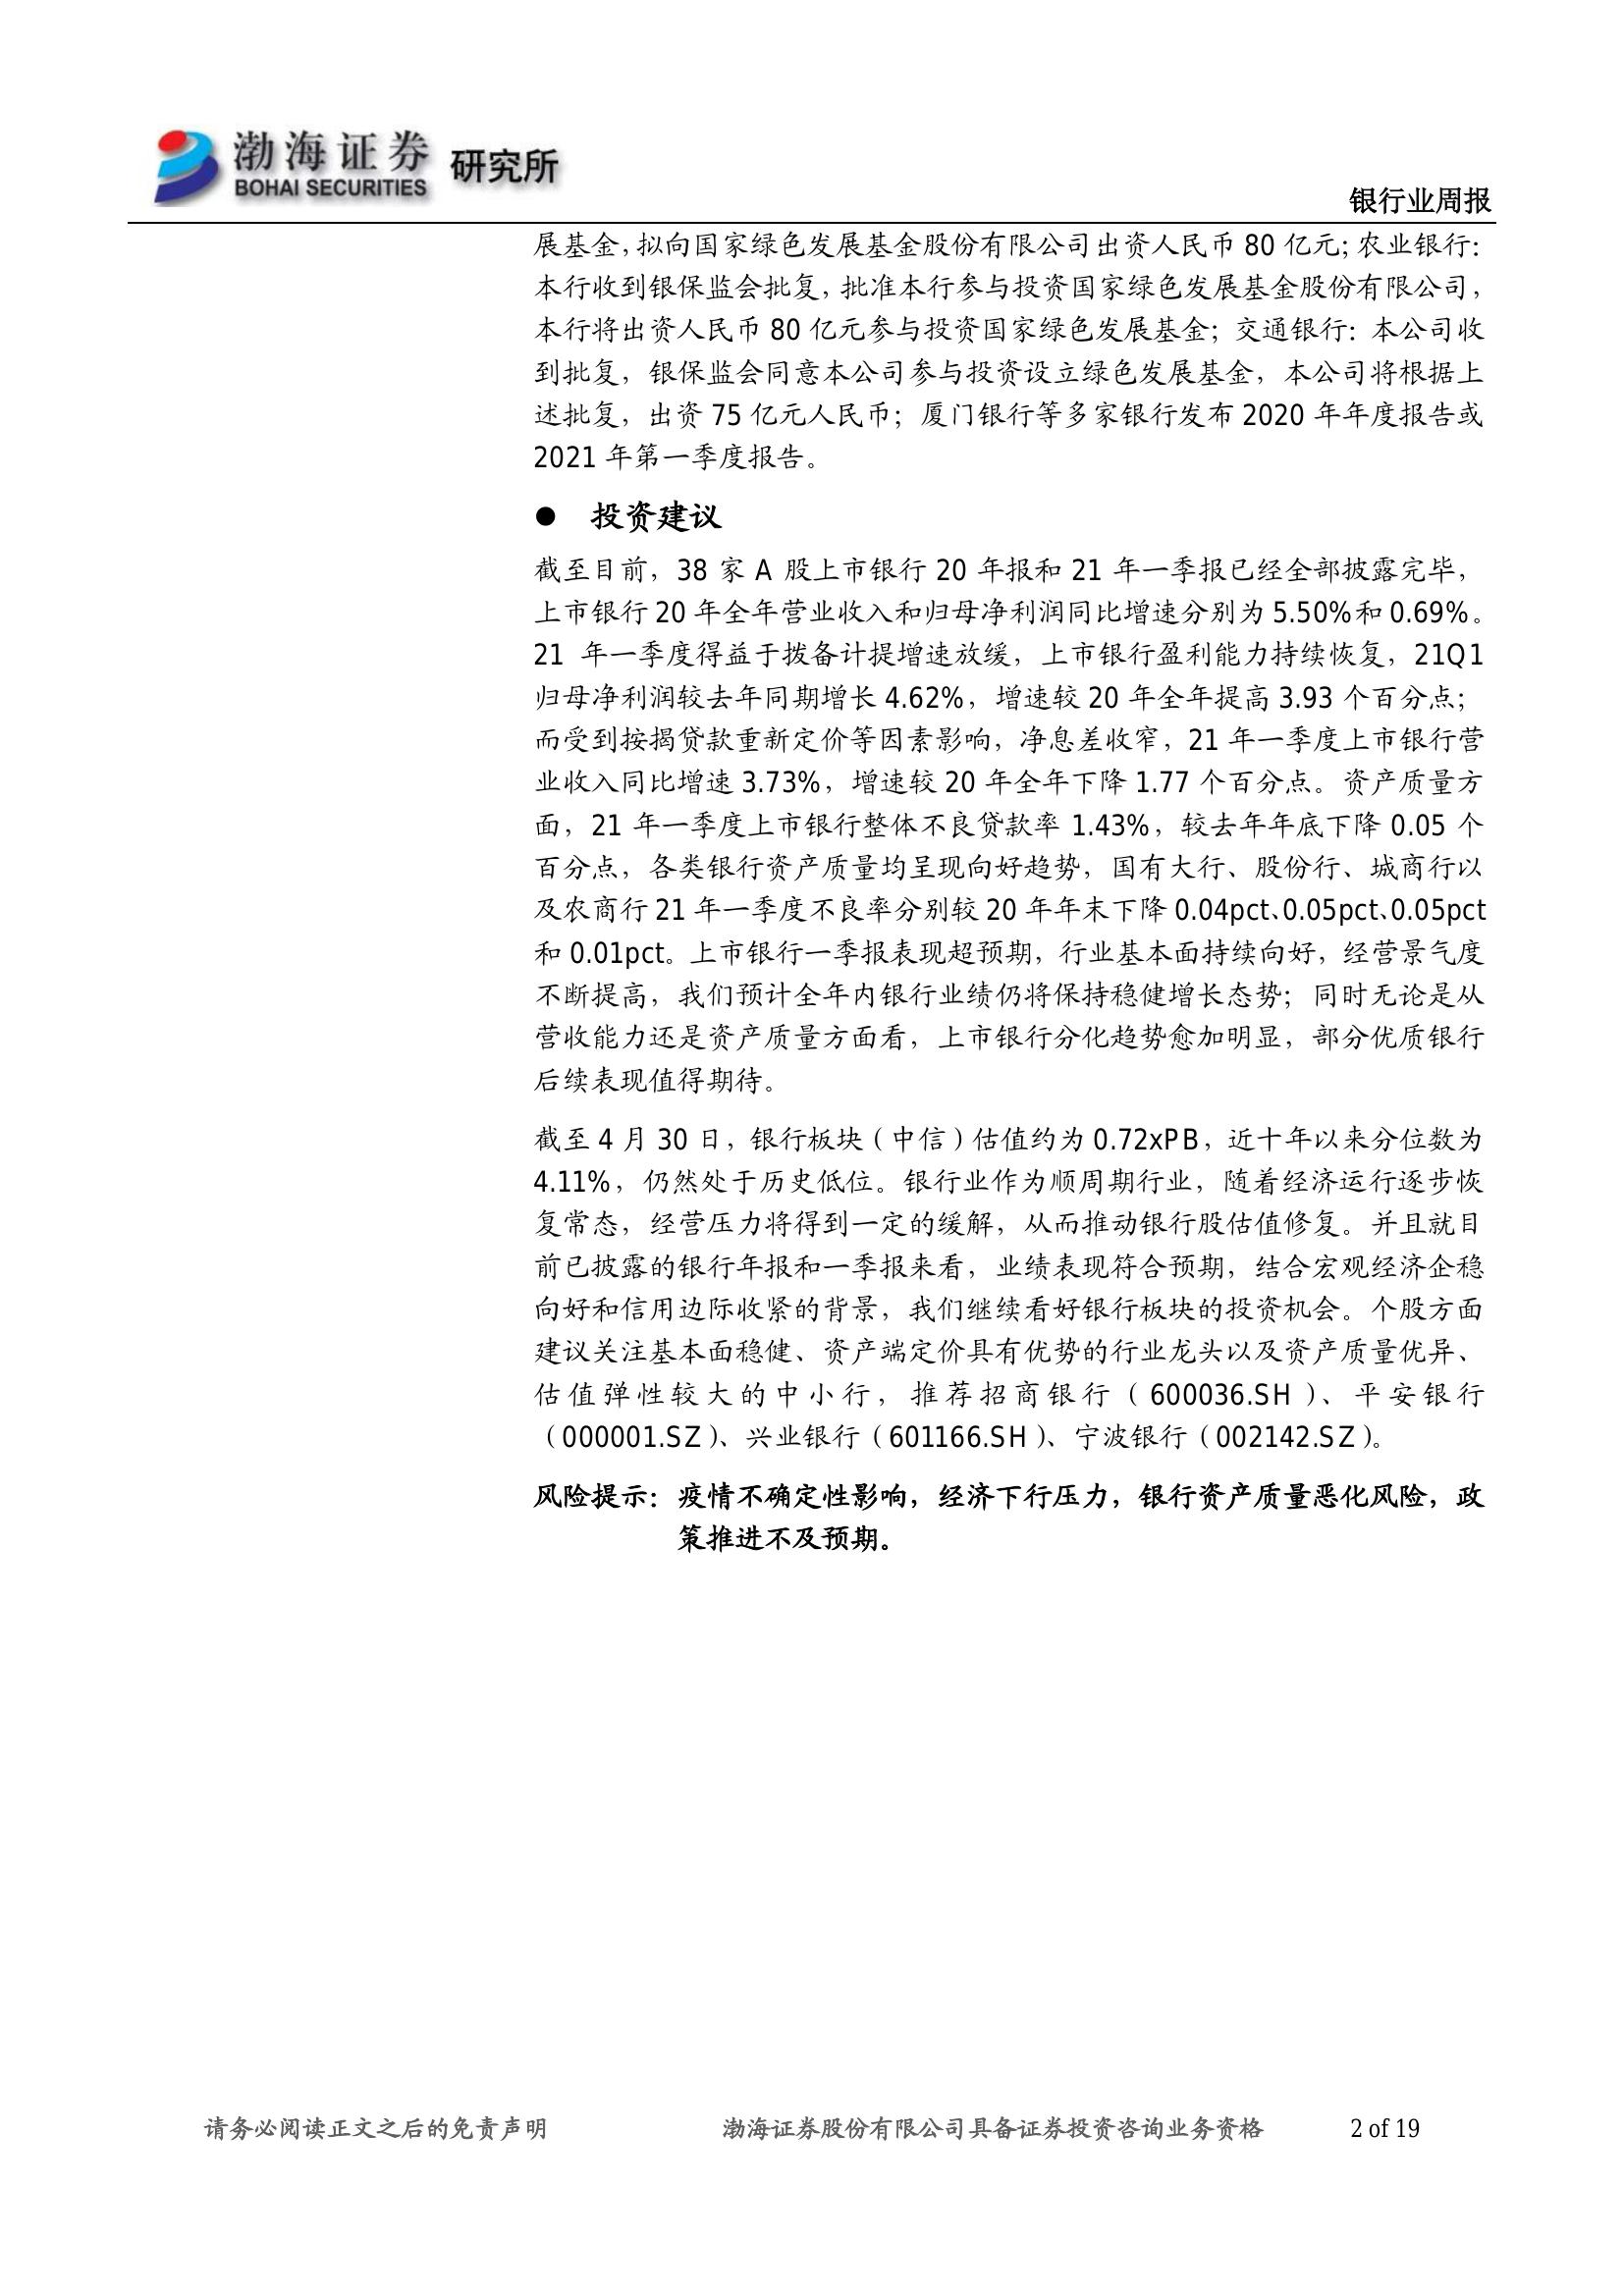 渤海证券 研究所
BOHAI SECURITIES
银行业周报
展基金，拟向国家绿色发展基金股份有限公司出资人民币 80 亿元；农业银行：
本行收到银保监会批复，批准本行参与投资国家绿色发展基金股份有限公司，
本行将出资人民币 80 亿元参与投资国家绿色发展基金；交通银行：本公司收
到批复，银保监会同意本公司参与投资设立绿色发展基金，本公司将根据上
述批复，出资 75 亿元人民币；厦门银行等多家银行发布 2020 年年度报告或
2021 年第一季度报告。
● 投资建议
截至目前，38 家 A 股上市银行 20 年报和 21 年一季报已经全部披露完毕，
上市银行 20 年全年营业收入和归母净利润同比增速分别为 5.50%和 0.69%。
21 年一季度得益于拨备计提增速放缓，上市银行盈利能力持续恢复，21Q1
归母净利润较去年同期增长 4.62%，增速较 20 年全年提高 3.93 个百分点；
而受到按揭贷款重新定价等因素影响，净息差收窄，21 年一季度上市银行营
业收入同比增速 3.73%，增速较 20 年全年下降 1.77 个百分点。资产质量方
面，21 年一季度上市银行整体不良贷款率 1.43%，较去年年底下降 0.05 个
百分点，各类银行资产质量均呈现向好趋势，国有大行、股份行、城商行以
及农商行 21 年一季度不良率分别较 20 年年末下降 0.04pct、0.05pct、0.05pct
和 0.01pct。上市银行一季报表现超预期，行业基本面持续向好，经营景气度
不断提高，我们预计全年内银行业绩仍将保持稳健增长态势；同时无论是从
营收能力还是资产质量方面看，上市银行分化趋势愈加明显，部分优质银行
后续表现值得期待。
截至 4 月 30 日，银行板块（中信）估值约为 0.72xPB，近十年以来分位数为
4.11%，仍然处于历史低位。银行业作为顺周期行业，随着经济运行逐步恢
复常态，经营压力将得到一定的缓解，从而推动银行股估值修复。并且就目
前已披露的银行年报和一季报来看，业绩表现符合预期，结合宏观经济企稳
向好和信用边际收紧的背景，我们继续看好银行板块的投资机会。个股方面
建议关注基本面稳健、资产端定价具有优势的行业龙头以及资产质量优异、
估值弹性较大的中小行，推荐招商银行（600036.SH）、平安银行
（000001.SZ）、兴业银行（601166.SH）、宁波银行（002142.SZ）。
风险提示：疫情不确定性影响，经济下行压力，银行资产质量恶化风险，政
策推进不及预期。
请务必阅读正文之后的免责声明 渤海证券股份有限公司具备证券投资咨询业务资格 2 of 19